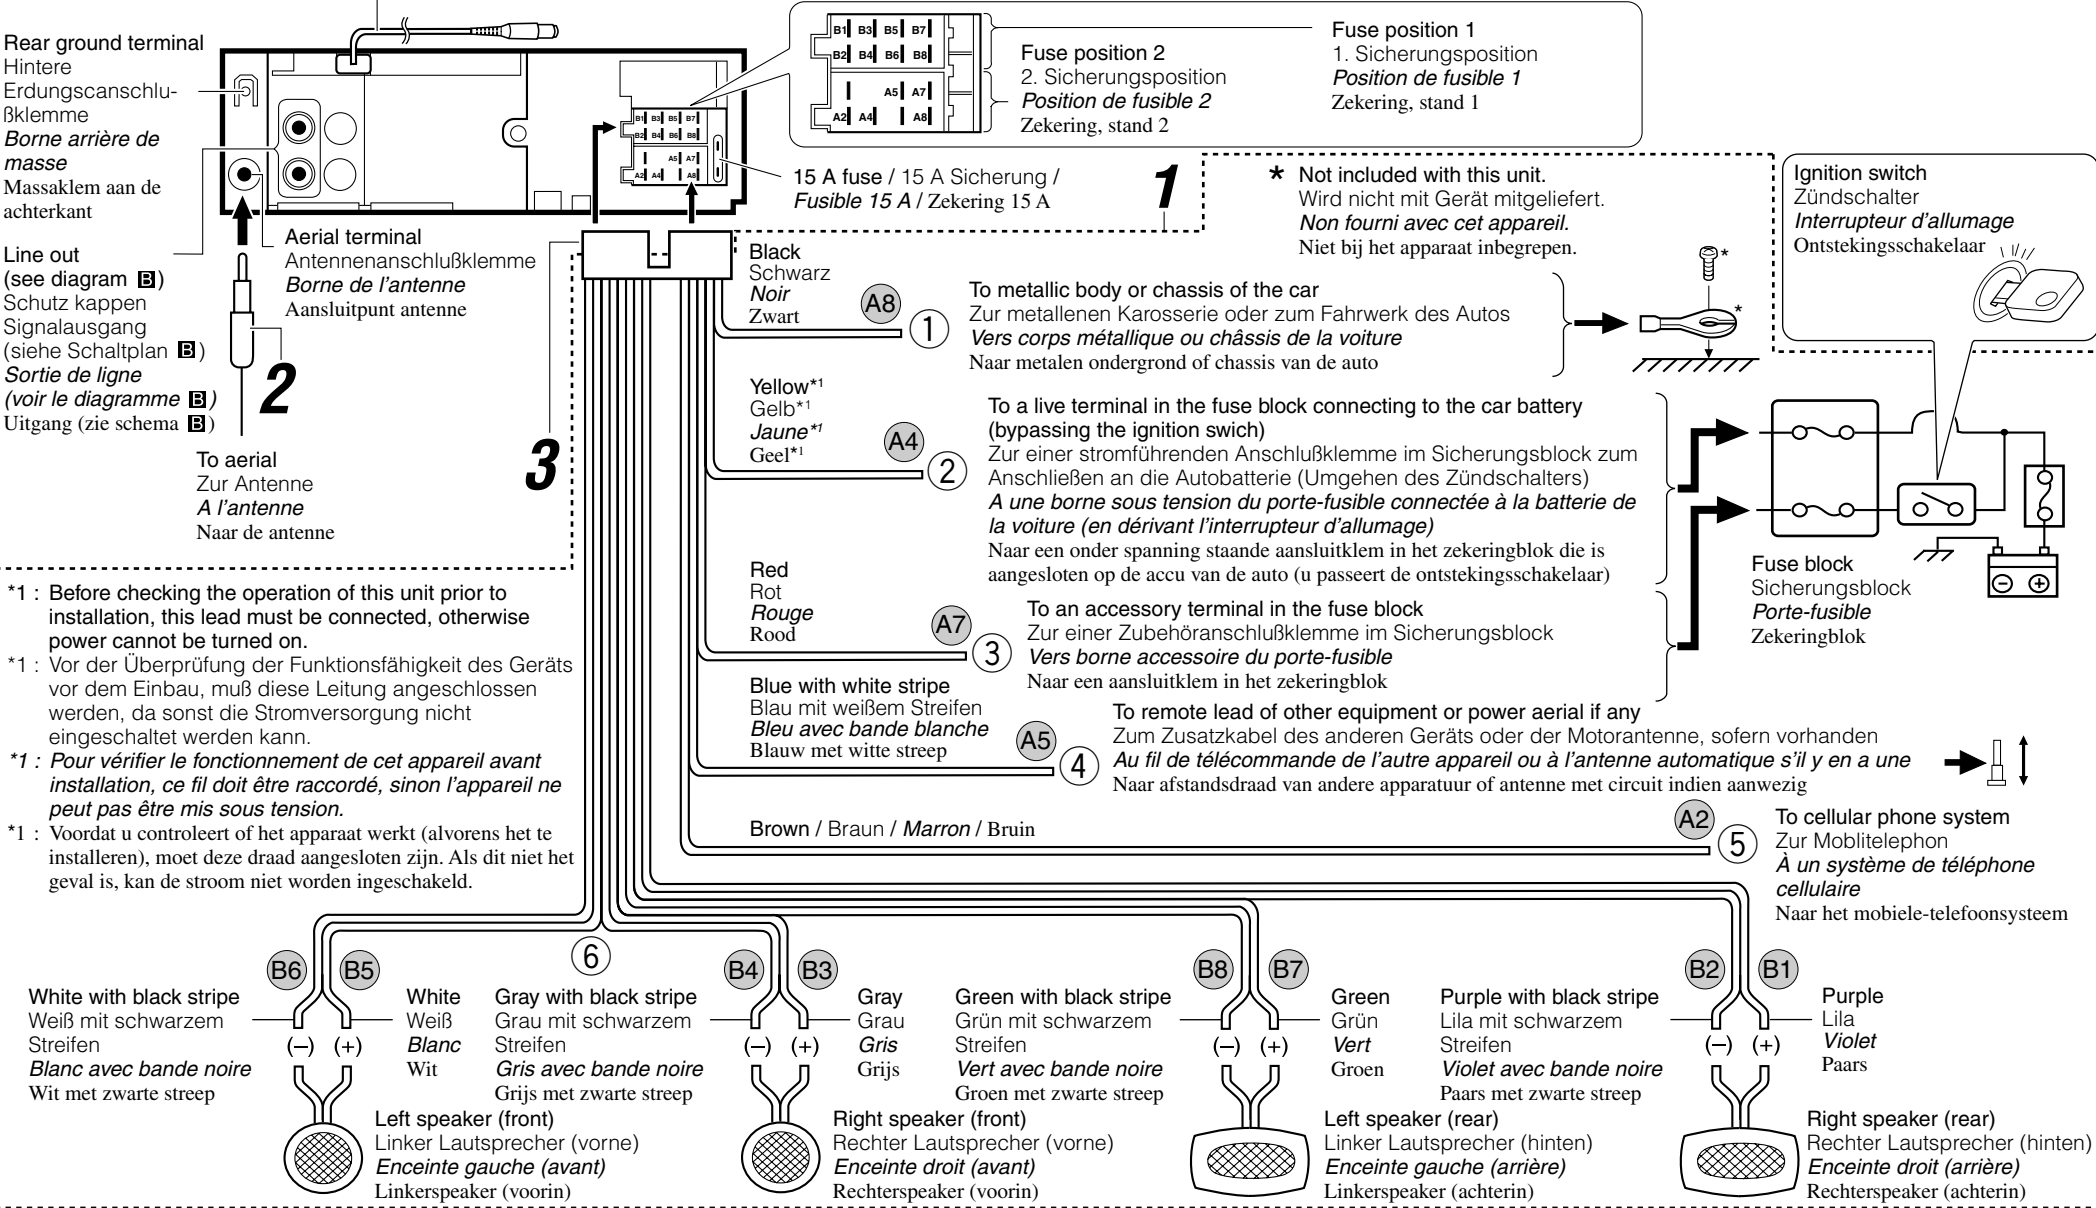 Rear ground terminal
Hintere
Erdungscanschlu-
ßklemme
Borne arrière de
masse
Massaklem aan de
achterkant
Line out
(see diagram B)
Schutz kappen
Signalausgang
(siehe Schaltplan B)
Sortie de ligne
(voir le diagramme B)
Uitgang (zie schema B)
Aerial terminal
Antennenanschlußklemme
Borne de l'antenne
Aansluitpunt antenne
2
To aerial
Zur Antenne
A l'antenne
Naar de antenne
B1 B3 B5 B7
B2 B4 B6 B8
A5 A7
A2 A4 A8
B1 B3 B5 B7
B2 B4 B6 B8
A5 A7
A2 A4 A8
Fuse position 2
2. Sicherungsposition
Position de fusible 2
Zekering, stand 2
Fuse position 1
1. Sicherungsposition
Position de fusible 1
Zekering, stand 1
15 A fuse / 15 A Sicherung /
Fusible 15 A / Zekering 15 A
1
* Not included with this unit.
Wird nicht mit Gerät mitgeliefert.
Non fourni avec cet appareil.
Niet bij het apparaat inbegrepen.
Ignition switch
Zündschalter
Interrupteur d'allumage
Ontstekingsschakelaar
3
Black
Schwarz
Noir
Zwart
A8
1
To metallic body or chassis of the car
Zur metallenen Karosserie oder zum Fahrwerk des Autos
Vers corps métallique ou châsis de la voiture
Naar metalen ondergrond of chassis van de auto
*
*
Yellow*1
Gelb*1
Jaune*1
Geel*1
A4
2
To a live terminal in the fuse block connecting to the car battery
(bypassing the ignition swich)
Zur einer stromführenden Anschlußklemme im Sicherungsblock zum
Anschließen an die Autobatterie (Umgehen des Zündschalters)
A une borne sous tension du porte-fusible connectée à la batterie de
la voiture (en dérivant l'interrupteur d'allumage)
Naar een onder spanning staande aansluitklem in het zekeringblok die is
aangesloten op de accu van de auto (u passeert de ontstekingsschakelaar)
Fuse block
Sicherungsblock
Porte-fusible
Zekeringblok
Red
Rot
Rouge
Rood
A7
3
To an accessory terminal in the fuse block
Zur einer Zubehöranschlußklemme im Sicherungsblock
Vers borne accessoire du porte-fusible
Naar een aansluitklem in het zekeringblok
Blue with white stripe
Blau mit weißem Streifen
Bleu avec bande blanche
Blauw met witte streep
A5
4
To remote lead of other equipment or power aerial if any
Zum Zusatzkabel des anderen Geräts oder der Motorantenne, sofern vorhanden
Au fil de télécommande de l'autre appareil ou à l'antenne automatique s'il y en a une
Naar afstandsdraad van andere apparatuur of antenne met circuit indien aanwezig
Brown / Braun / Marron / Bruin
A2
5
To cellular phone system
Zur Moblitelephon
À un système de téléphone
cellulaire
Naar het mobiele-telefoonsysteem
*1 : Before checking the operation of this unit prior to
installation, this lead must be connected, otherwise
power cannot be turned on.
*1 : Vor der Überprüfung der Funktionsfähigkeit des Geräts
vor dem Einbau, muß diese Leitung angeschlossen
werden, da sonst die Stromversorgung nicht
eingeschaltet werden kann.
*1 : Pour vérifier le fonctionnement de cet appareil avant
installation, ce fil doit être raccordé, sinon l'appareil ne
peut pas être mis sous tension.
*1 : Voordat u controleert of het apparaat werkt (alvorens het te
installeren), moet deze draad aangesloten zijn. Als dit niet het
geval is, kan de stroom niet worden ingeschakeld.
6
B6 B5
White with black stripe
Weiß mit schwarzem
Streifen
Blanc avec bande noire
Wit met zwarte streep
(–) (+)
White
Weiß
Blanc
Wit
Left speaker (front)
Linker Lautsprecher (vorne)
Enceinte gauche (avant)
Linkerspeaker (voorin)
B4 B3
Gray with black stripe
Grau mit schwarzem
Streifen
Gris avec bande noire
Grijs met zwarte streep
(–) (+)
Gray
Grau
Gris
Grijs
Right speaker (front)
Rechter Lautsprecher (vorne)
Enceinte droit (avant)
Rechterspeaker (voorin)
B8 B7
Green with black stripe
Grün mit schwarzem
Streifen
Vert avec bande noire
Groen met zwarte streep
(–) (+)
Green
Grün
Vert
Groen
Left speaker (rear)
Linker Lautsprecher (hinten)
Enceinte gauche (arrière)
Linkerspeaker (achterin)
B2 B1
Purple with black stripe
Lila mit schwarzem
Streifen
Violet avec bande noire
Paars met zwarte streep
(–) (+)
Purple
Lila
Violet
Paars
Right speaker (rear)
Rechter Lautsprecher (hinten)
Enceinte droit (arrière)
Rechterspeaker (achterin)